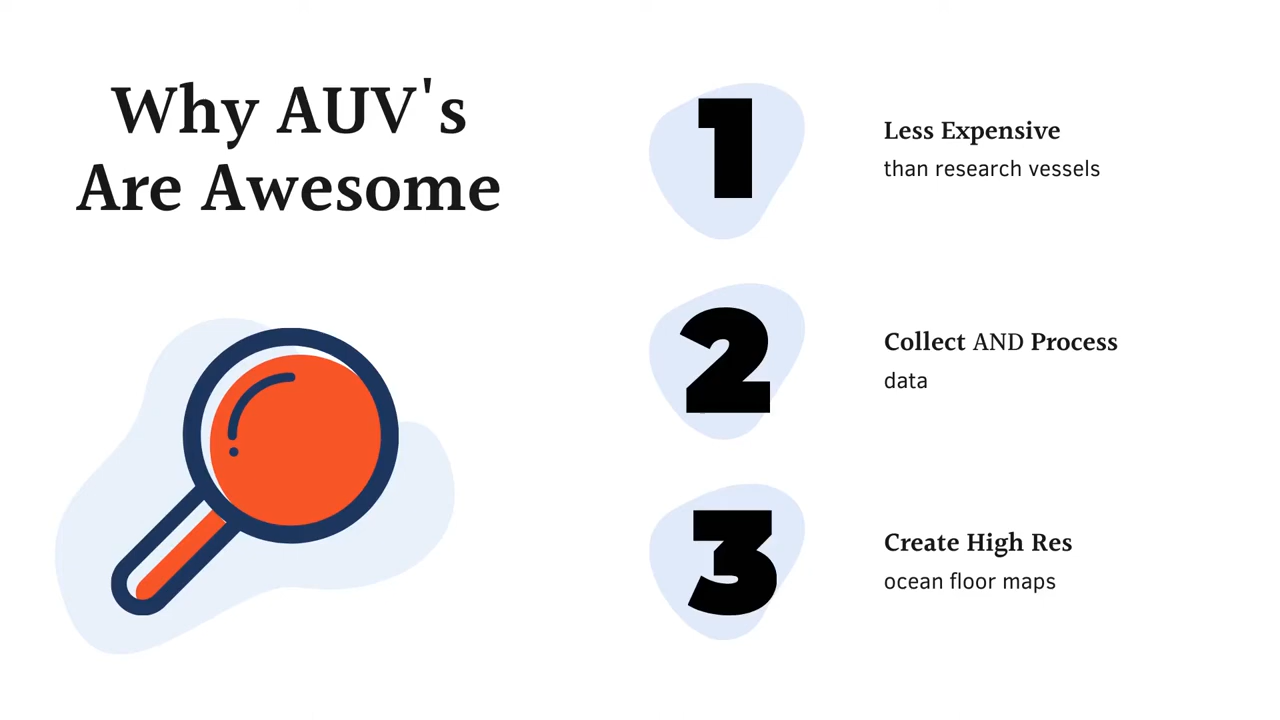 Why AUV's
Are Awesome
1
Less Expensive
than research vessels
2
Collect AND Process
data
3
Create High Res
ocean floor maps